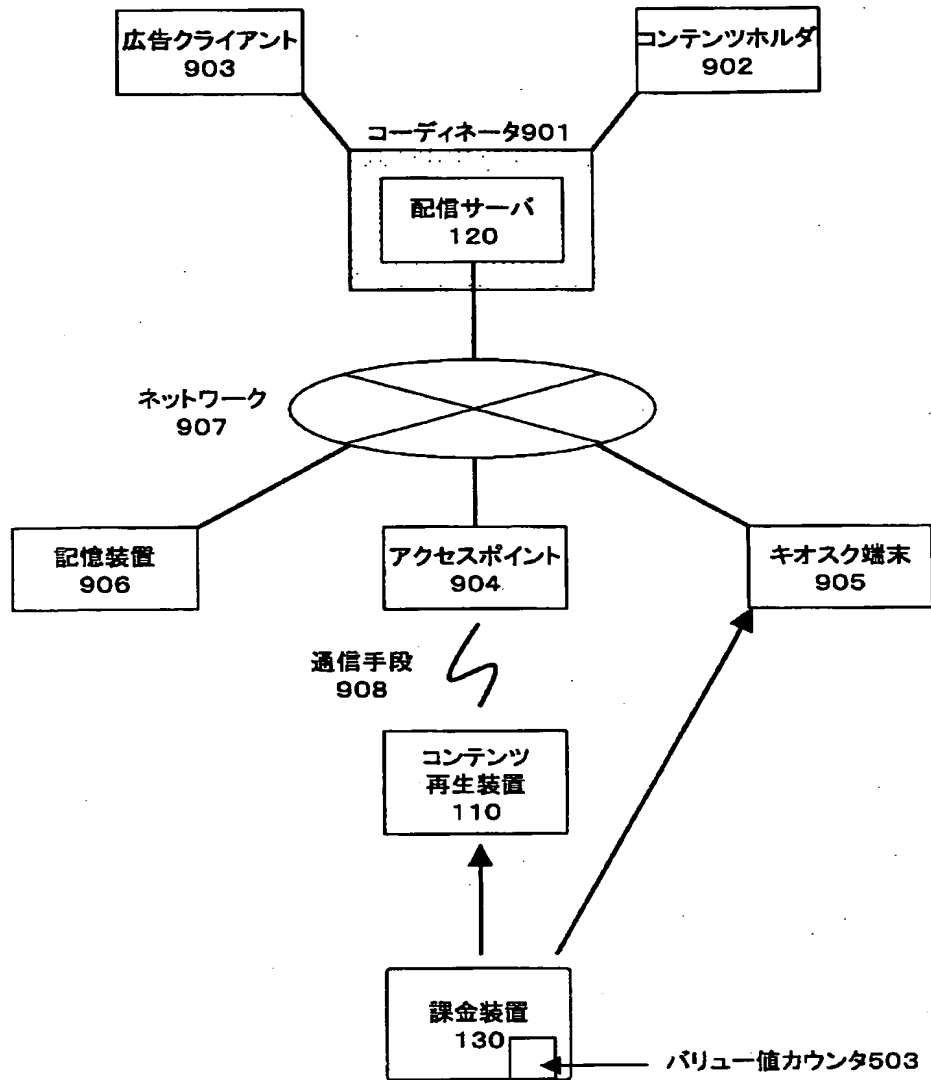 広告クライアント
903
コンテンツホルダ
902
コーディネータ901
配信サーバ
120
ネットワーク
907
記憶装置
906
アクセスポイント
904
キオスク端末
905
通信手段
908
コンテンツ
再生装置
110
課金装置
130
バリュー値カウンタ503